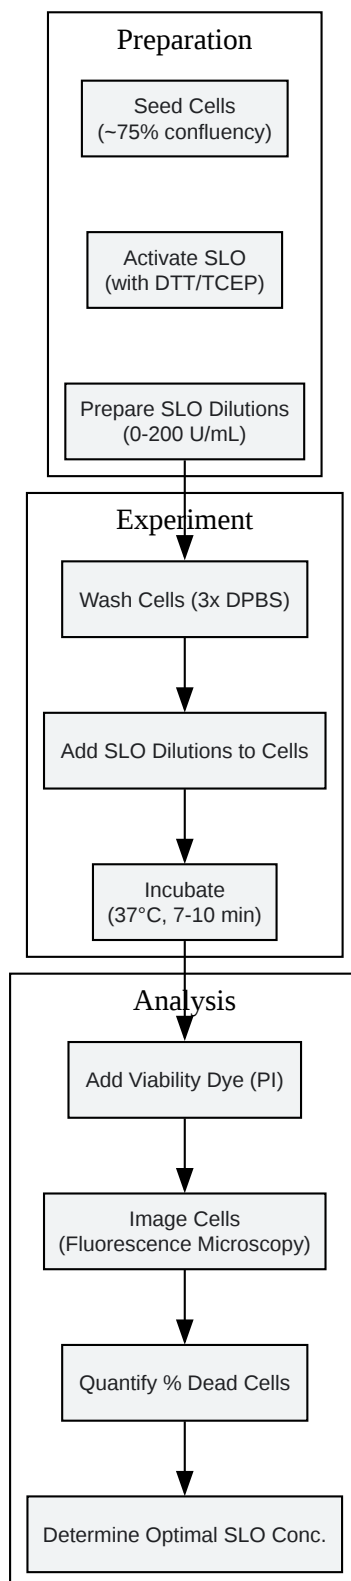 Preparation
Seed Cells
(~75% confluency)
Activate SLO
(with DTT/TCEP)
Prepare SLO Dilutions
(0-200 U/mL)
Experiment
Wash Cells (3x DPBS)
Add SLO Dilutions to Cells
Incubate
(37°C, 7-10 min)
Analysis
Add Viability Dye (PI)
Image Cells
(Fluorescence Microscopy)
Quantify % Dead Cells
Determine Optimal SLO Conc.